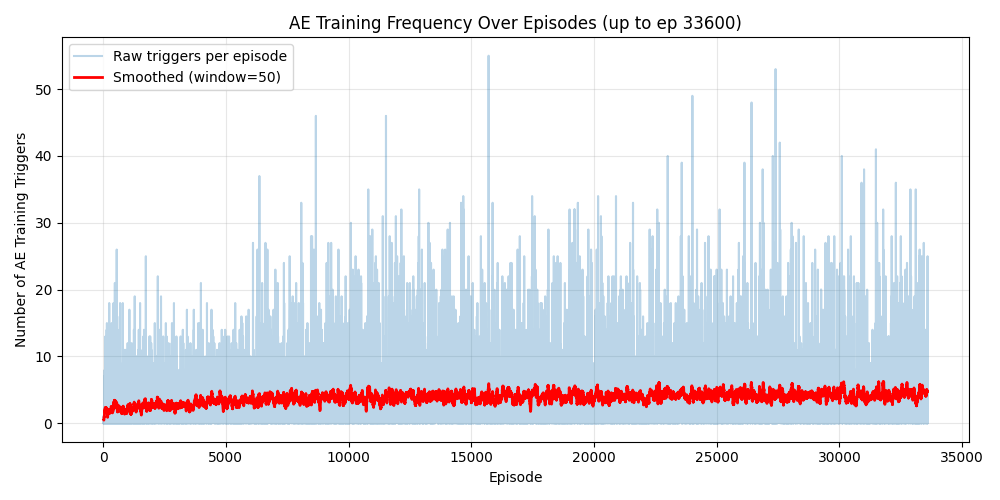 AE Training Frequency Over Episodes (up to ep 33600)
Raw triggers per episode
Smoothed (window=50)
Number of AE Training Triggers
50
40
30
20
10
0
0 5000 10000 15000 20000 25000 30000 35000
Episode